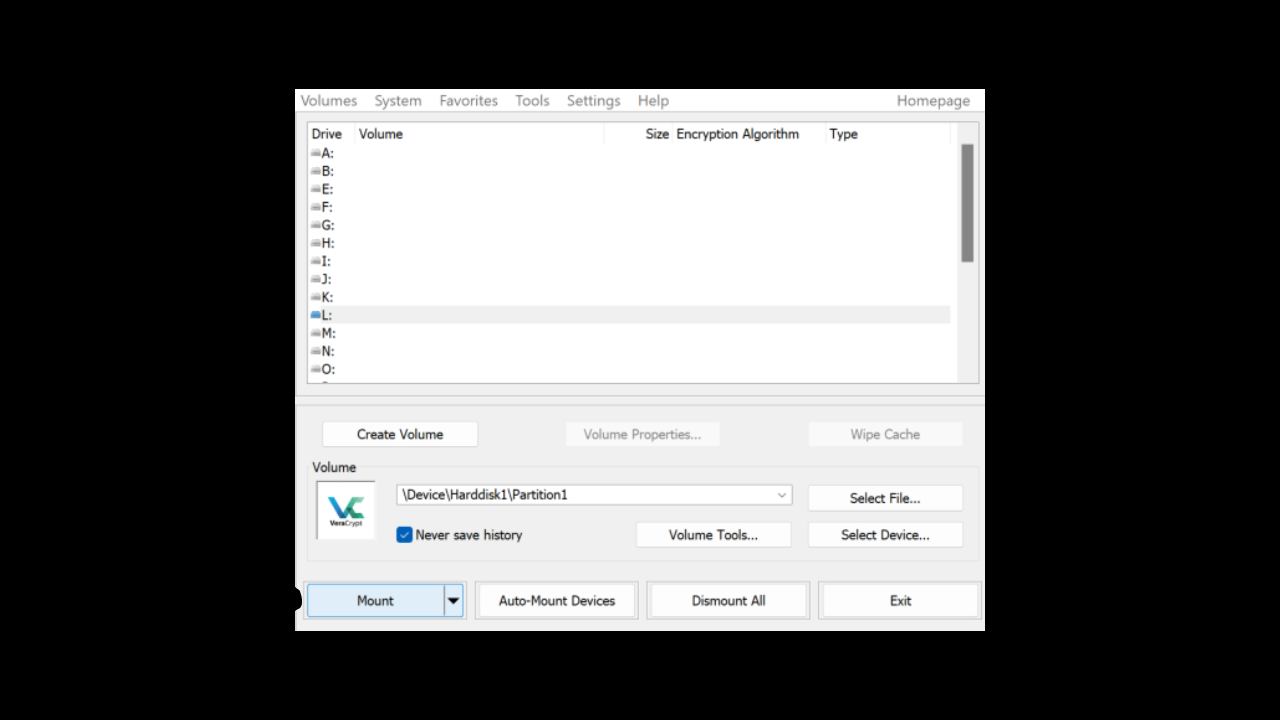 Volumes System Favorites Tools Settings Help Homepage
Drive Volume Size Encryption Algorithm Type
A:
B:
E:
F:
G:
H:
I:
J:
K:
L:
M:
N:
O:
Create Volume Volume Properties... Wipe Cache
Volume
\Device\Harddisk1\Partition1 Select File...
VeraCrypt
Never save history Volume Tools... Select Device...
Mount Auto-Mount Devices Dismount All Exit